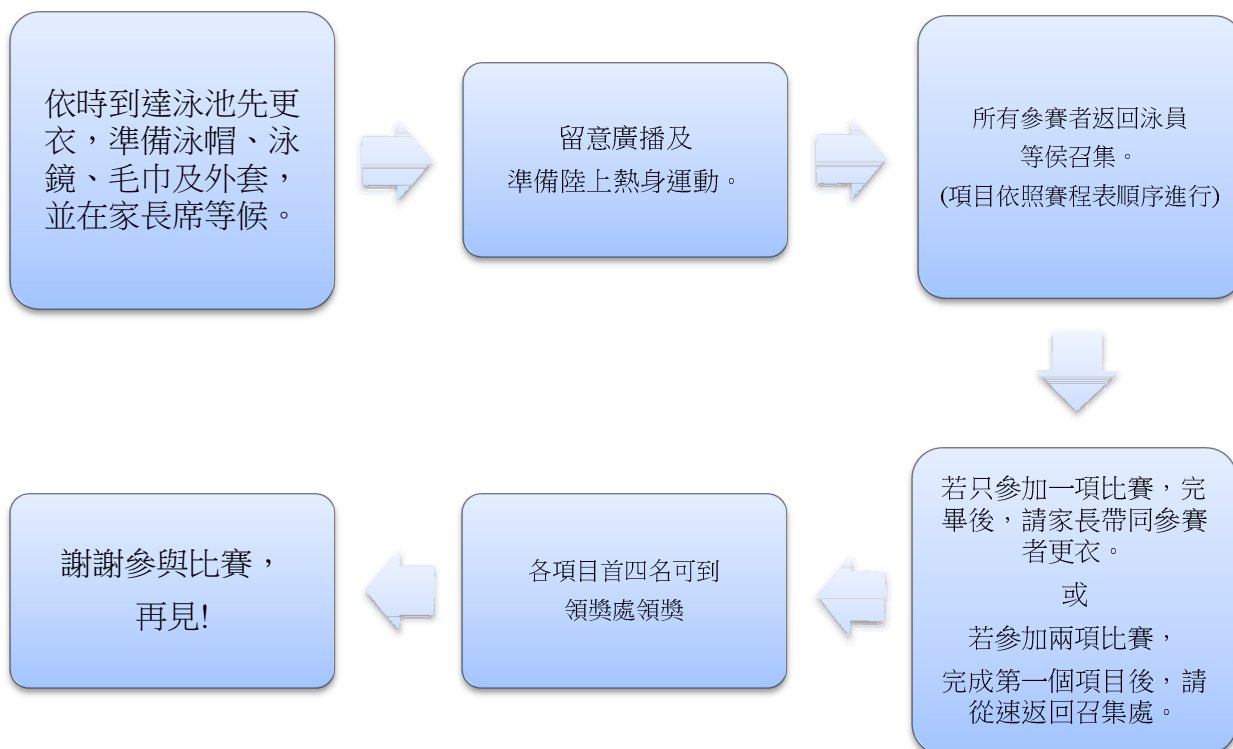 依時到達泳池先更
衣，準備泳帽、泳
鏡、毛巾及外套，
並在家長席等候。
留意廣播及
準備陸上熱身運動。
所有參賽者返回泳員
等侯召集。
(項目依照賽程表順序進行)
若只參加一項比賽，完
畢後，請家長帶同參賽
者更衣。
或
若參加兩項比賽，
完成第一個項目後，請
從速返回召集處。
各項目首四名可到
領獎處領獎
謝謝參與比賽，
再見!